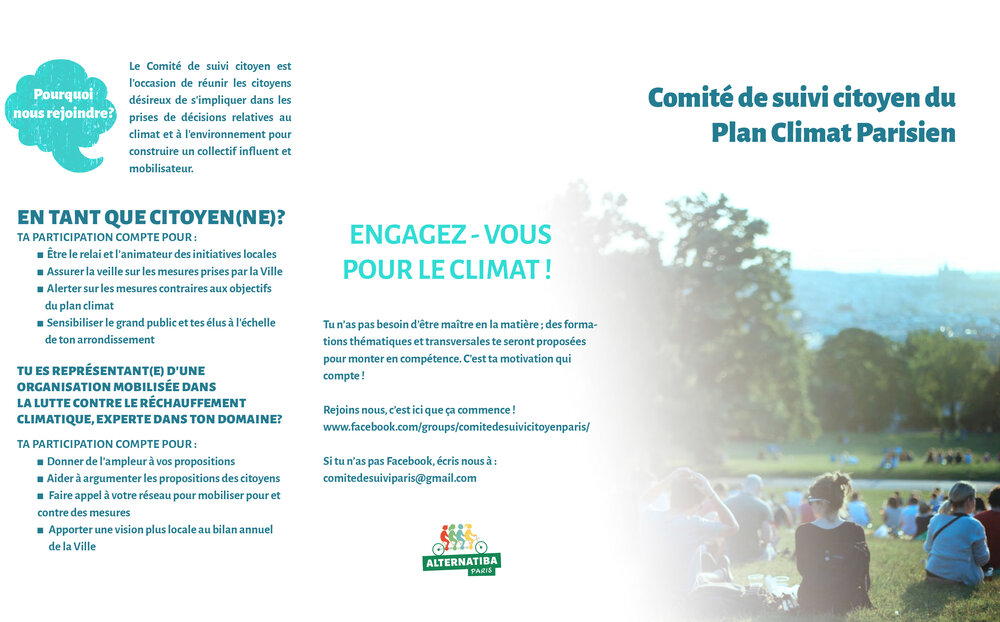 Pourquoi
nous rejoindre?
Le Comité de suivi citoyen est
l'occasion de réunir les citoyens
désireux de s'impliquer dans les
prises de décisions relatives au
climat et à l'environnement pour
construire un collectif influent et
mobilisateur.
EN TANT QUE CITOYEN(NE)?
TA PARTICIPATION COMPTE POUR :
■ Être le relai et l'animateur des initiatives locales
■ Assurer la veille sur les mesures prises par la Ville
■ Alerter sur les mesures contraires aux objectifs
du plan climat
■ Sensibiliser le grand public et tes élus à l'échelle
de ton arrondissement
TU ES REPRÉSENTANT(E) D'UNE
ORGANISATION MOBILISÉE DANS
LA LUTTE CONTRE LE RÉCHAUFFEMENT
CLIMATIQUE, EXPERTE DANS TON DOMAINE?
TA PARTICIPATION COMPTE POUR :
■ Donner de l'ampleur à vos propositions
■ Aider à argumenter les propositions des citoyens
■ Faire appel à votre réseau pour mobiliser pour et
contre des mesures
■ Apporter une vision plus locale au bilan annuel
de la Ville
ENGAGEZ - VOUS
POUR LE CLIMAT !
Tu n'as pas besoin d'être maître en la matière ; des forma-
tions thématiques et transversales te seront proposées
pour monter en compétence. C'est ta motivation qui
compte !
Rejoins nous, c'est ici que ça commence !
www.facebook.com/groups/comitedesuivicitoyenparis/
Si tu n'as pas Facebook, écris nous à :
comitedesuiviparis@gmail.com
ALTERNATIBA
PARIS
Comité de suivi citoyen du
Plan Climat Parisien